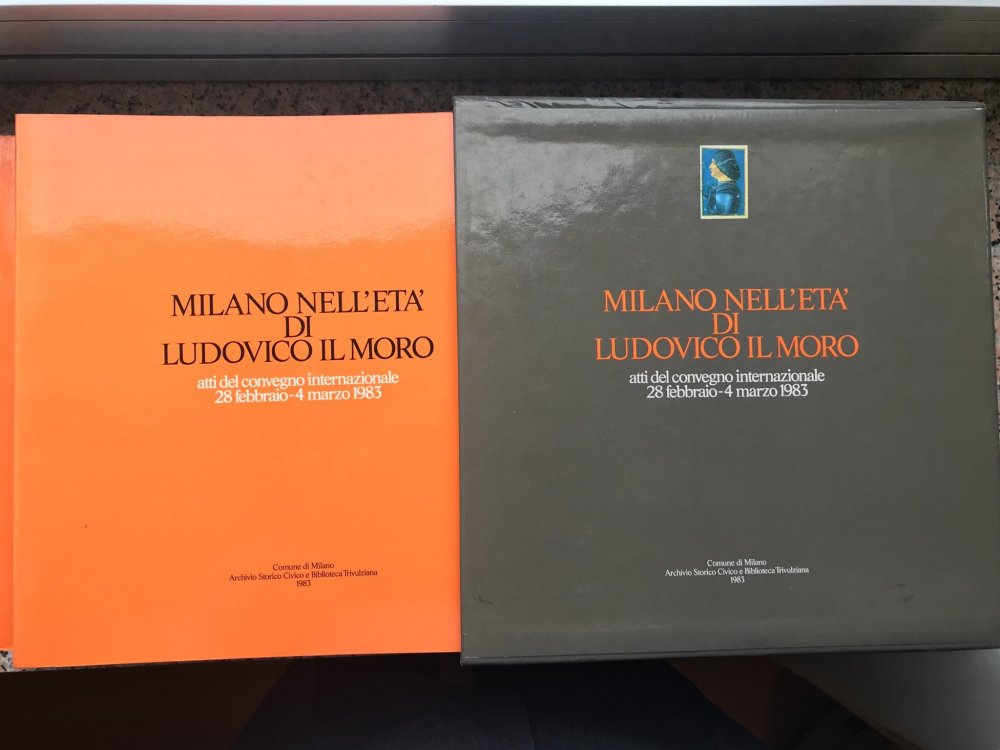 MILANO NELL'ETA'
DI
LUDOVICO IL MORO
atti del convegno internazionale
28 febbraio-4 marzo 1983
Comune di Milano
Archivio Storico Civico e Biblioteca Trivulziana
1983
MILANO NELL'ETA'
DI
LUDOVICO IL MORO
atti del convegno internazionale
28 febbraio-4 marzo 1983
Comune di Milano
Archivio Storico Civico e Biblioteca Trivulziana
1983